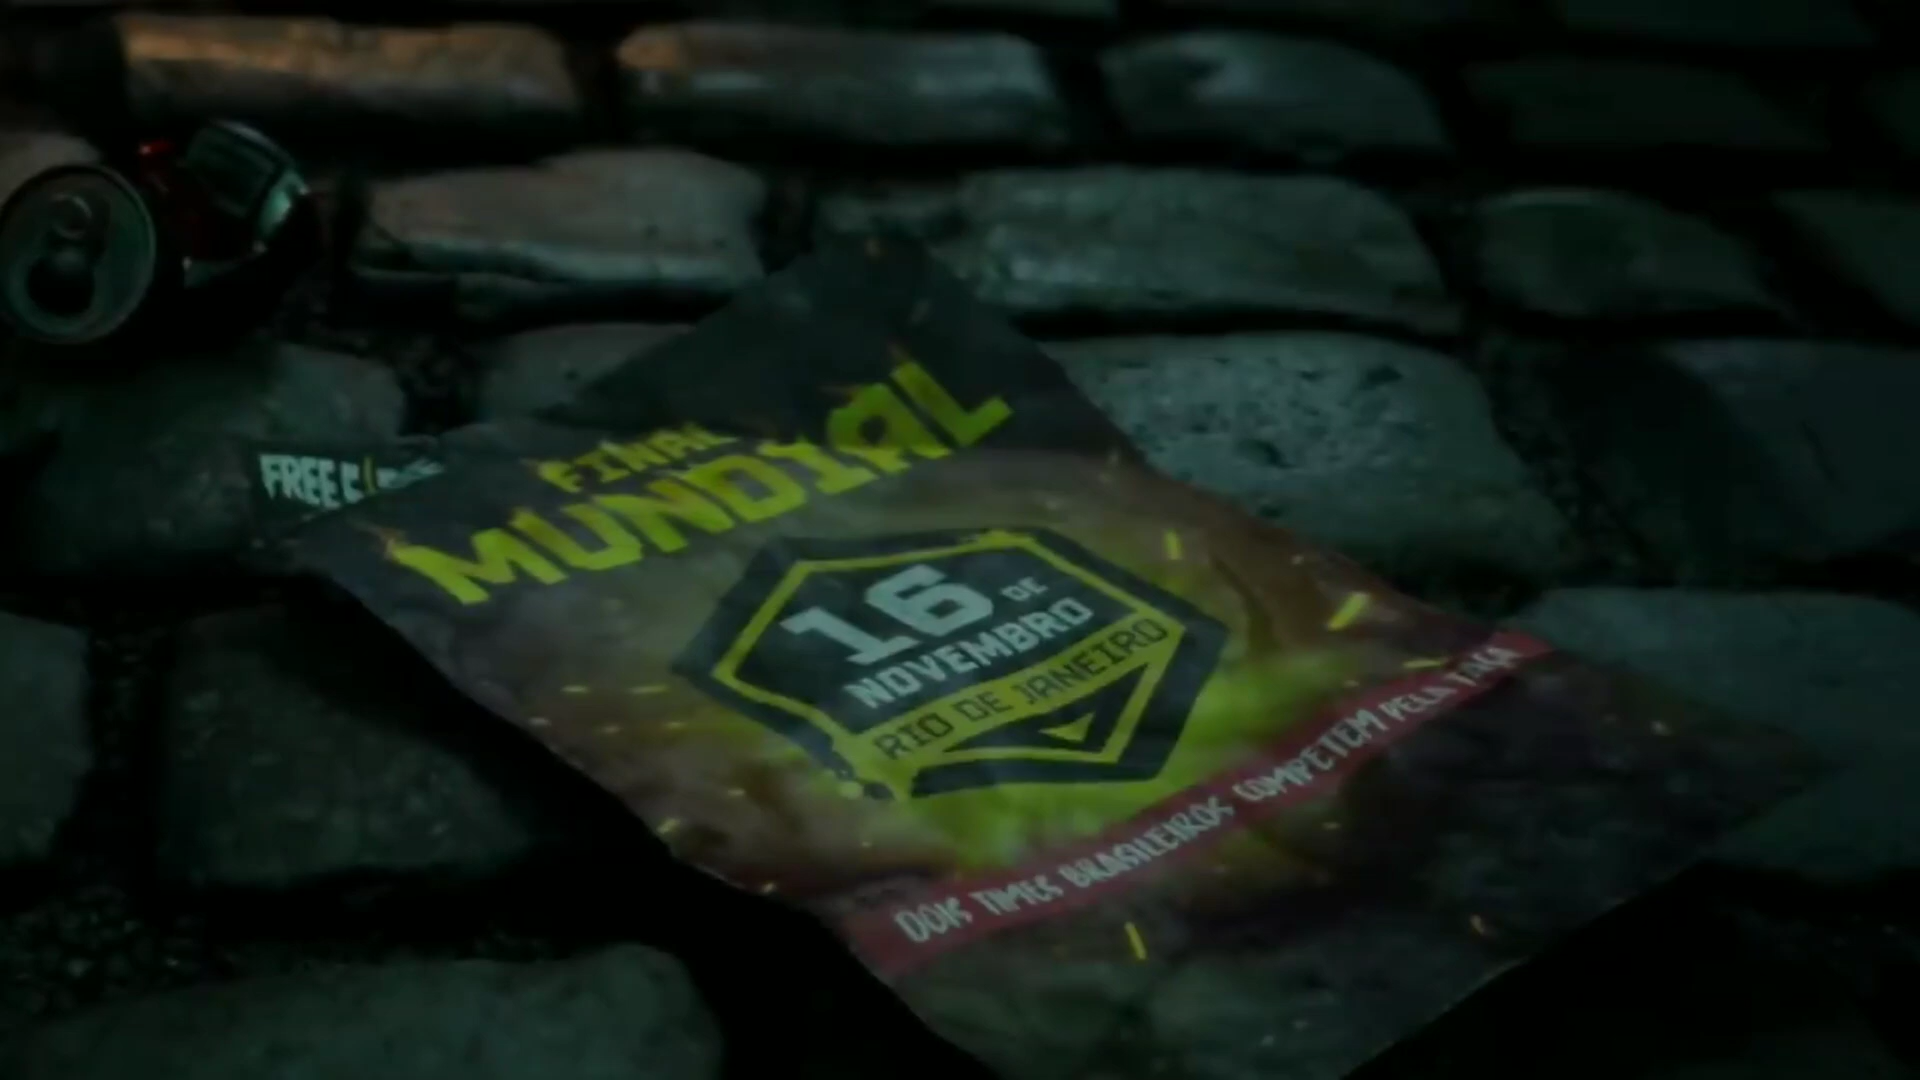 FREE
FINAL
MUNDIAL
16 DE
NOVEMBRO
RIO DE JANEIRO
DOIS TIMES BRASILEIROS COMPETEM PELA TAÇA